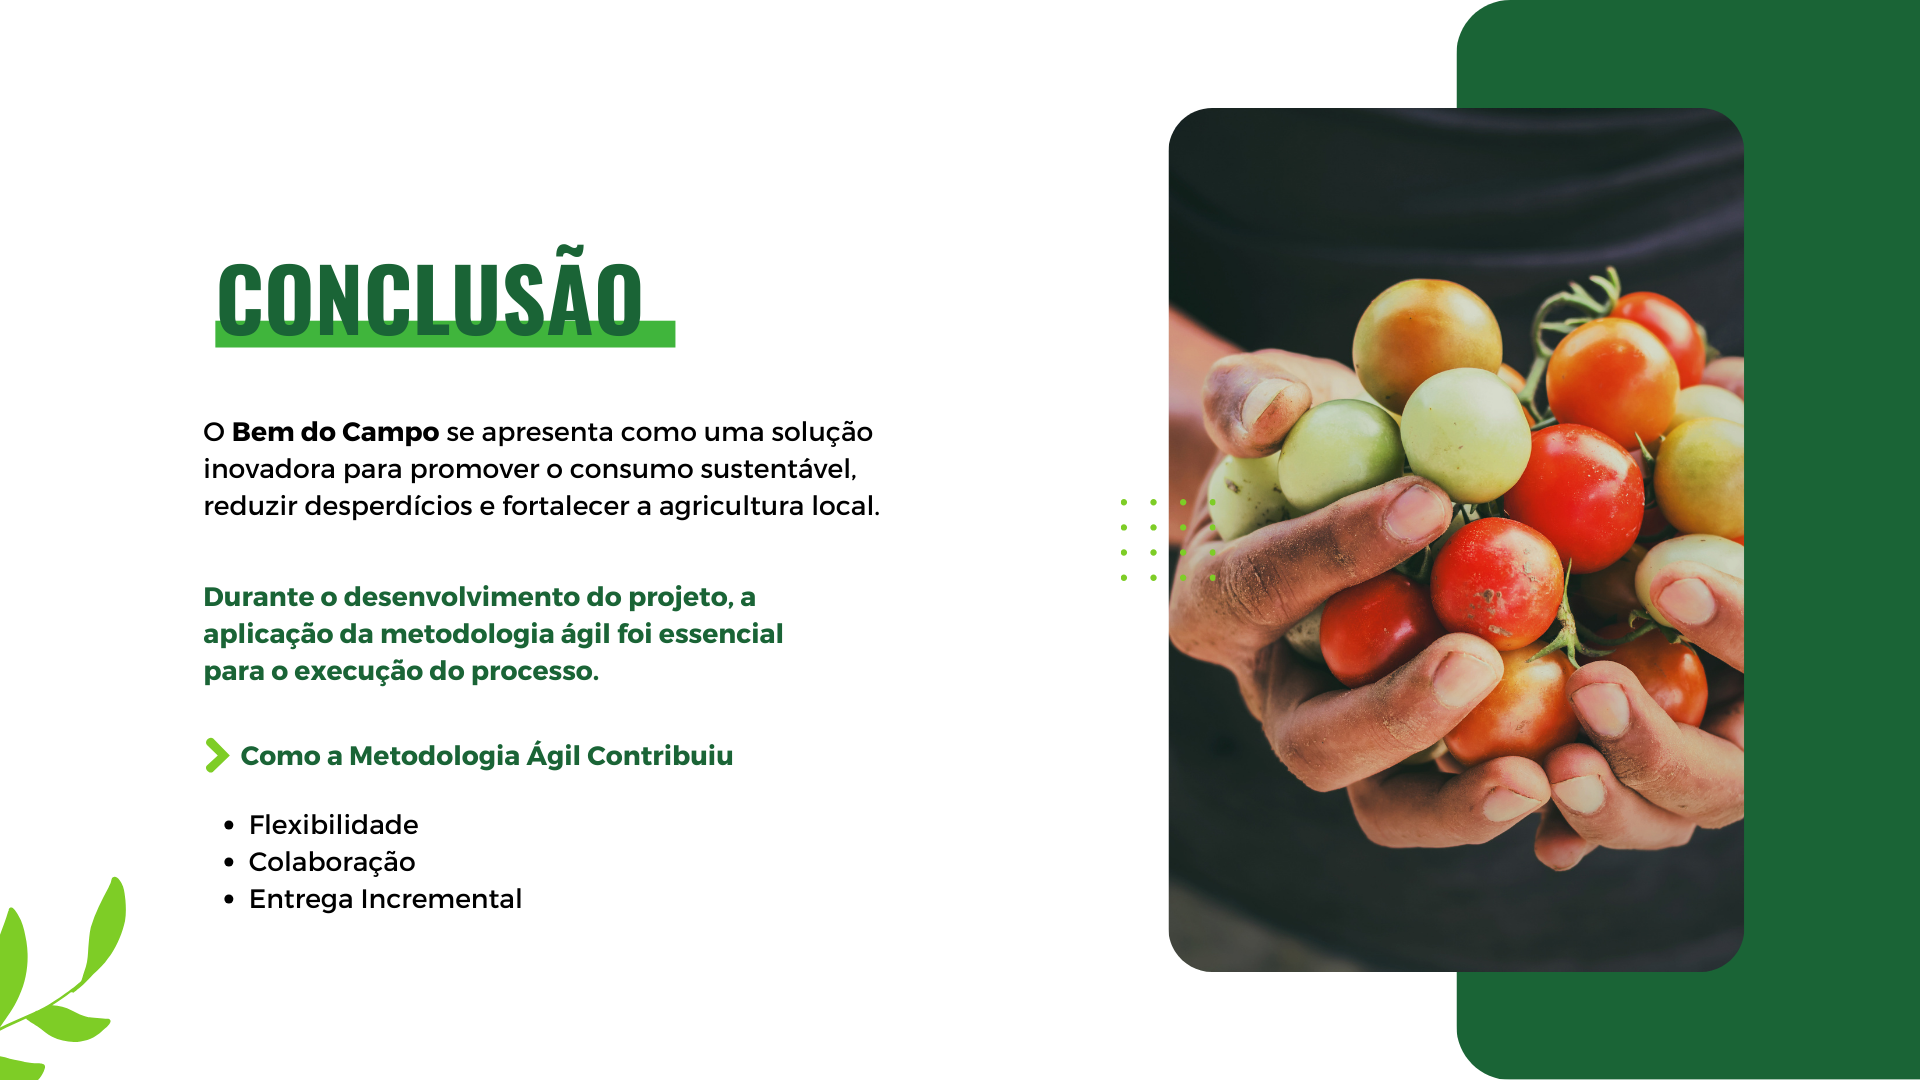 CONCLUSÃO
O Bem do Campo se apresenta como uma solução
inovadora para promover o consumo sustentável,
reduzir desperdícios e fortalecer a agricultura local.
Durante o desenvolvimento do projeto, a
aplicação da metodologia ágil foi essencial
para o execução do processo.
Como a Metodologia Ágil Contribuiu
• Flexibilidade
• Colaboração
• Entrega Incremental